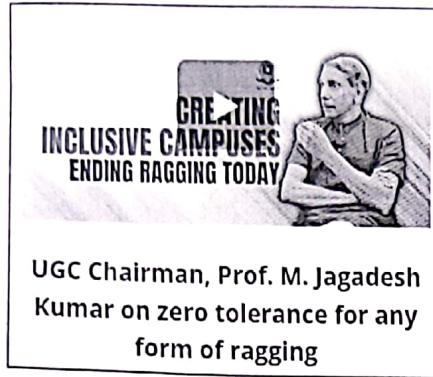 CREATING
INCLUSIVE CAMPUSES
ENDING RAGGING TODAY
UGC Chairman, Prof. M. Jagadesh
Kumar on zero tolerance for any
form of ragging